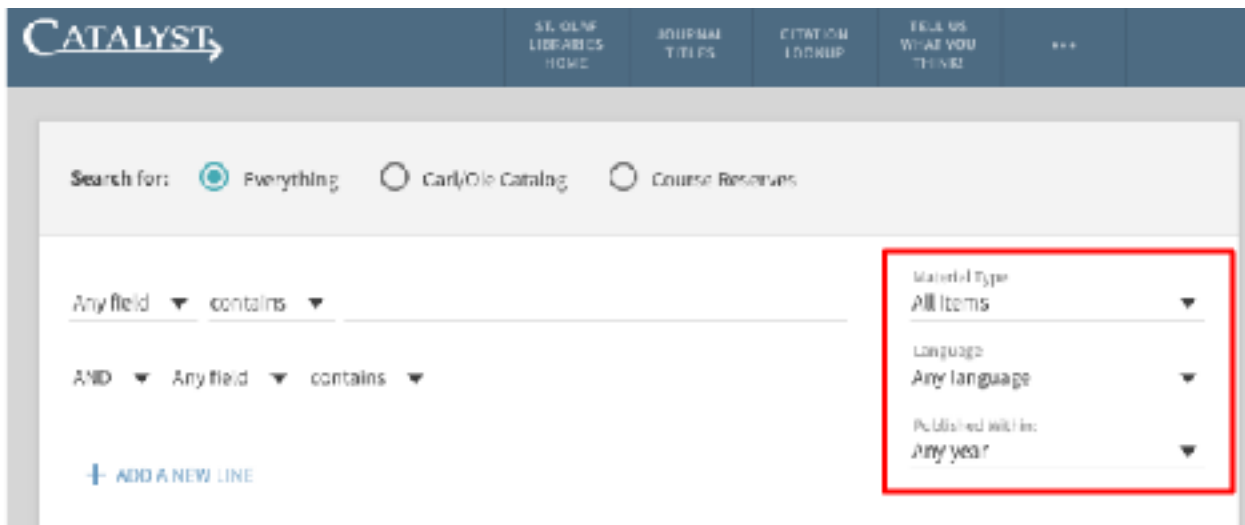 CATALYST
ST. OLAF
LIBRARIES
HOME
JOURNAL
TITLES
CITATION
LOOKUP
TELL US
WHAT YOU
THINK!
•••
Search for: Everything Carl/Ole Catalog Course Reserves
Any field contains
AND Any field contains
+ ADD A NEW LINE
Material Type
All items
Language
Any language
Published Within:
Any year